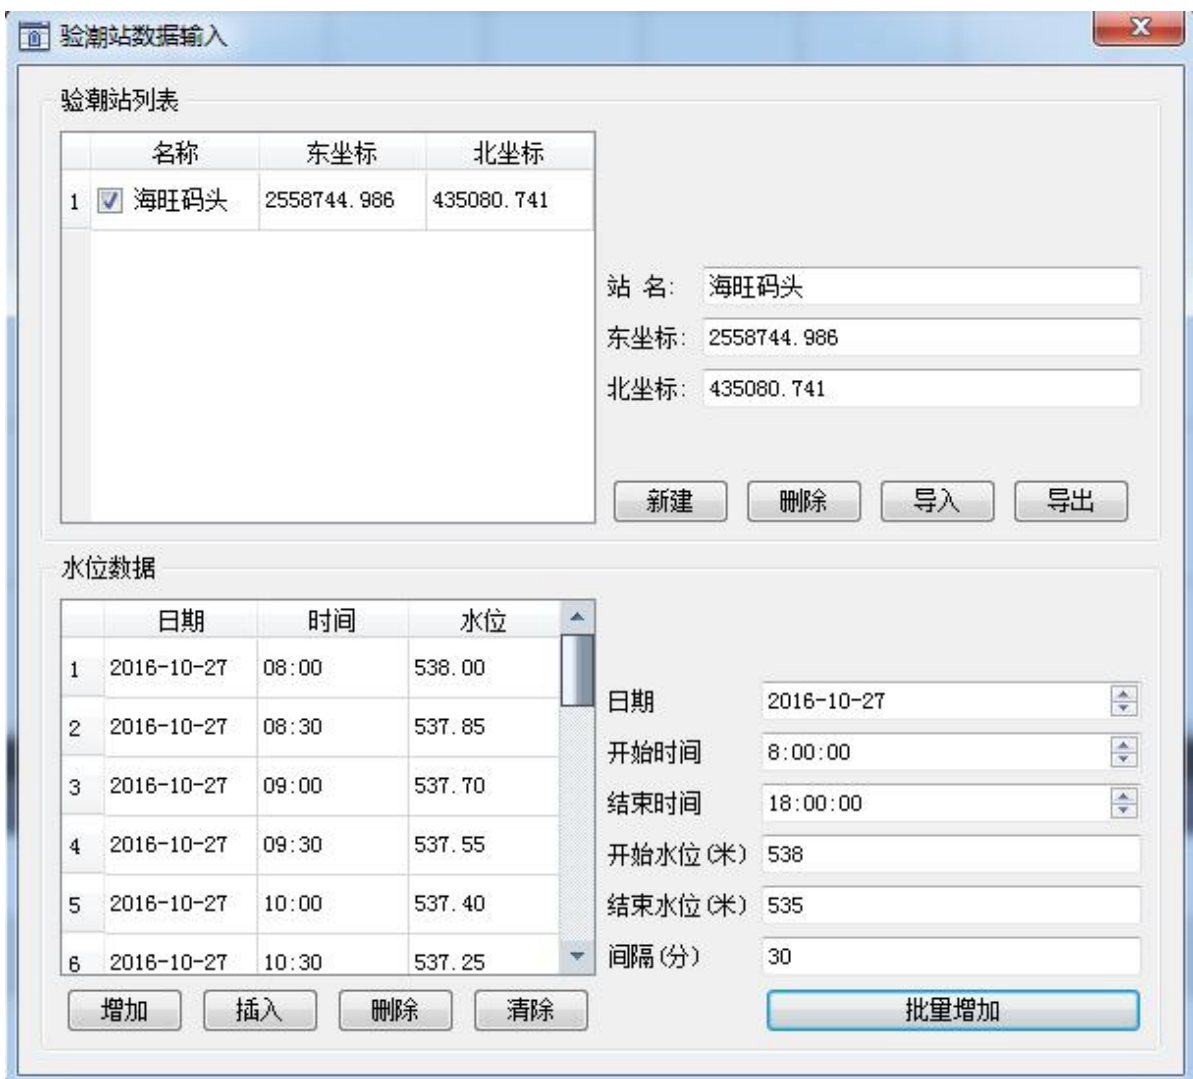 验潮站数据输入
验潮站列表
名称 东坐标 北坐标
1 海旺码头 2558744.986 435080.741
站 名: 海旺码头
东坐标: 2558744.986
北坐标: 435080.741
新建 删除 导入 导出
水位数据
日期 时间 水位
1 2016-10-27 08:00 538.00
2 2016-10-27 08:30 537.85
3 2016-10-27 09:00 537.70
4 2016-10-27 09:30 537.55
5 2016-10-27 10:00 537.40
6 2016-10-27 10:30 537.25
日期 2016-10-27
开始时间 8:00:00
结束时间 18:00:00
开始水位(米) 538
结束水位(米) 535
间隔(分) 30
增加 插入 删除 清除 批量增加